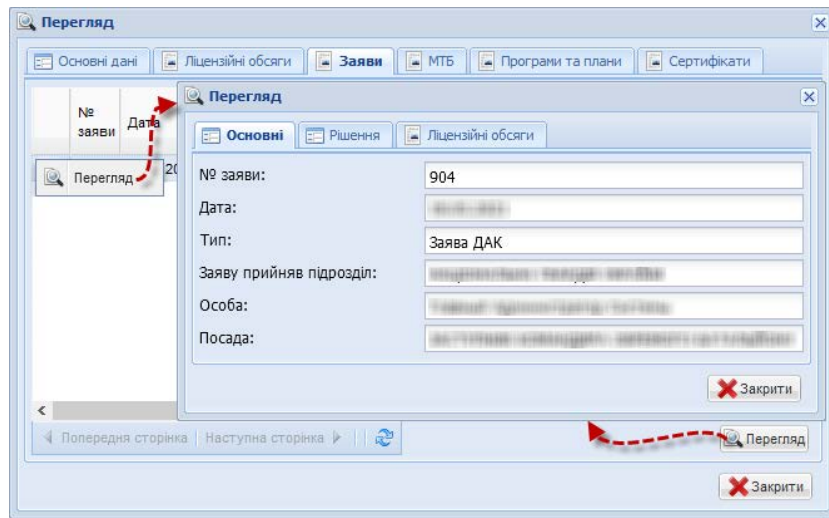 Перегляд
Основні дані Ліцензійні обсяги Заяви МТБ Програми та плани Сертифікати
№ заяви Дата
Перегляд 20
Перегляд
Основні Рішення Ліцензійні обсяги
№ заяви: 904
Дата:
Тип: Заява ДАК
Заяву прийняв підрозділ:
Особа:
Посада:
Закрити
Попередня сторінка Наступна сторінка Перегляд
Закрити